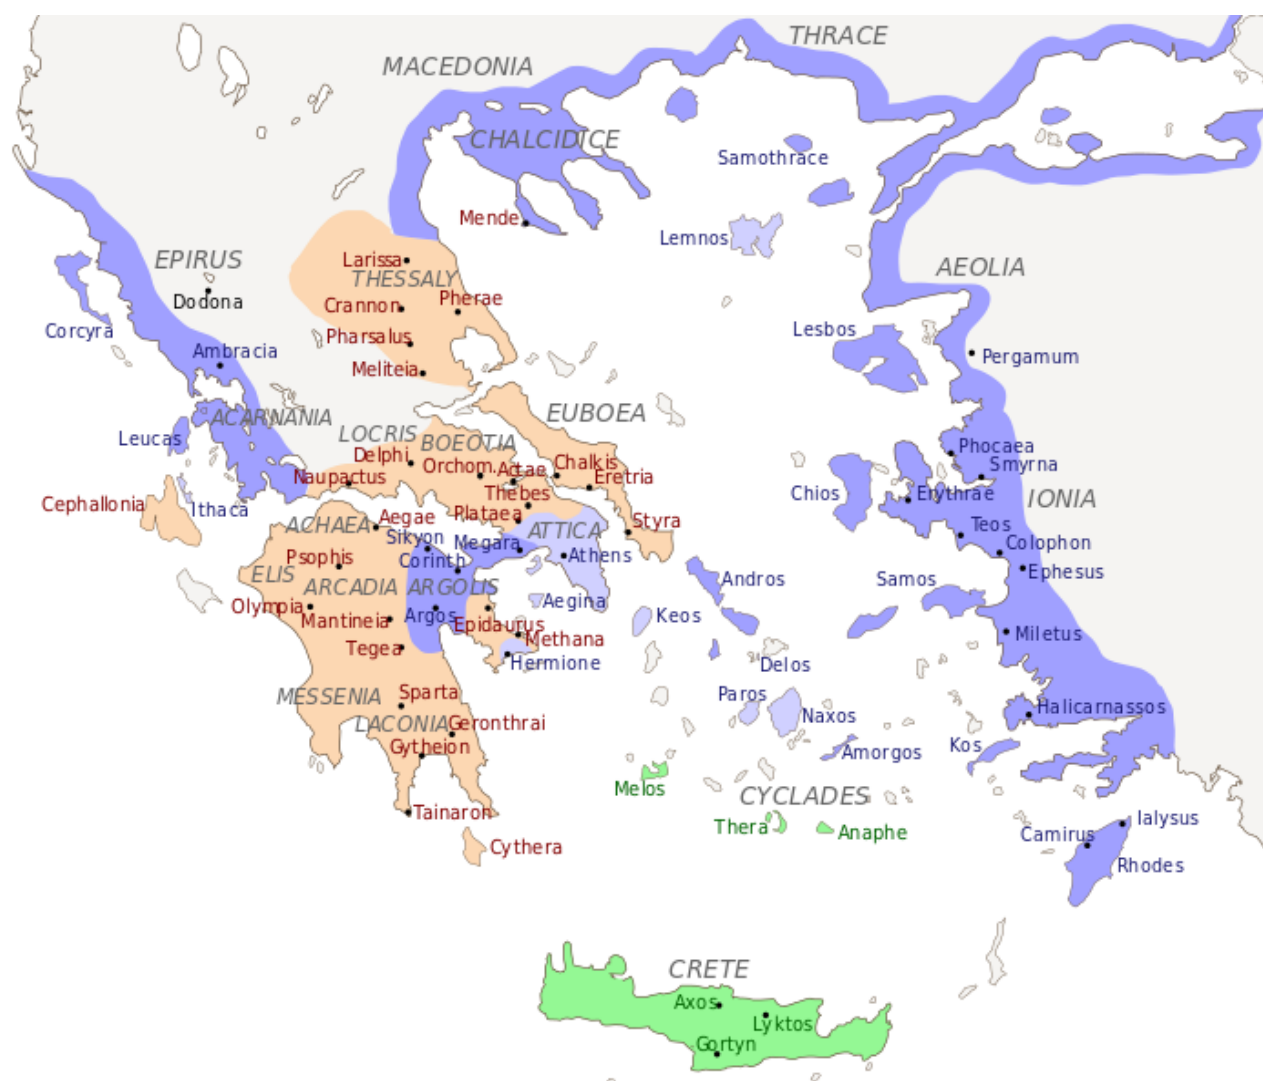 THRACE
MACEDONIA
CHALCIDICE
Samothrace
Mende
Lemnos
EPIRUS
Larissa
THESSALY
AEOLIA
Dodona
Crannon
Pherae
Corcyra
Pharsalus
Lesbos
Ambracia
Pergamum
Meliteia
ACARNANIA
EUBOEA
Leucas
LOCRIS
BOEOTIA
Phocaea
Delphi
Orchom.
Actae
Chalkis
Smyrna
Naupactus
Eretria
Chios
Erythrae
IONIA
Cephallonia
Ithaca
Thebes
Plataea
Aegae
Styra
ACHAEA
Sikyon
Megara
ATTICA
Teos
Colophon
Psophis
Corinth
Athens
Ephesus
ELIS
ARCADIA
ARGOLIS
Andros
Samos
Olympia
Mantineia
Argos
Aegina
Keos
Epidaurus
Methana
Miletus
Tegea
Hermione
Delos
MESSENIA
Sparta
Paros
Halicarnassos
LACONIA
Geronthrai
Naxos
Gytheion
Amorgos
Kos
Melos
CYCLADES
Tainaron
Thera
Anaphe
Ialysus
Camirus
Cythera
Rhodes
CRETE
Axos
Lyktos
Gortyn